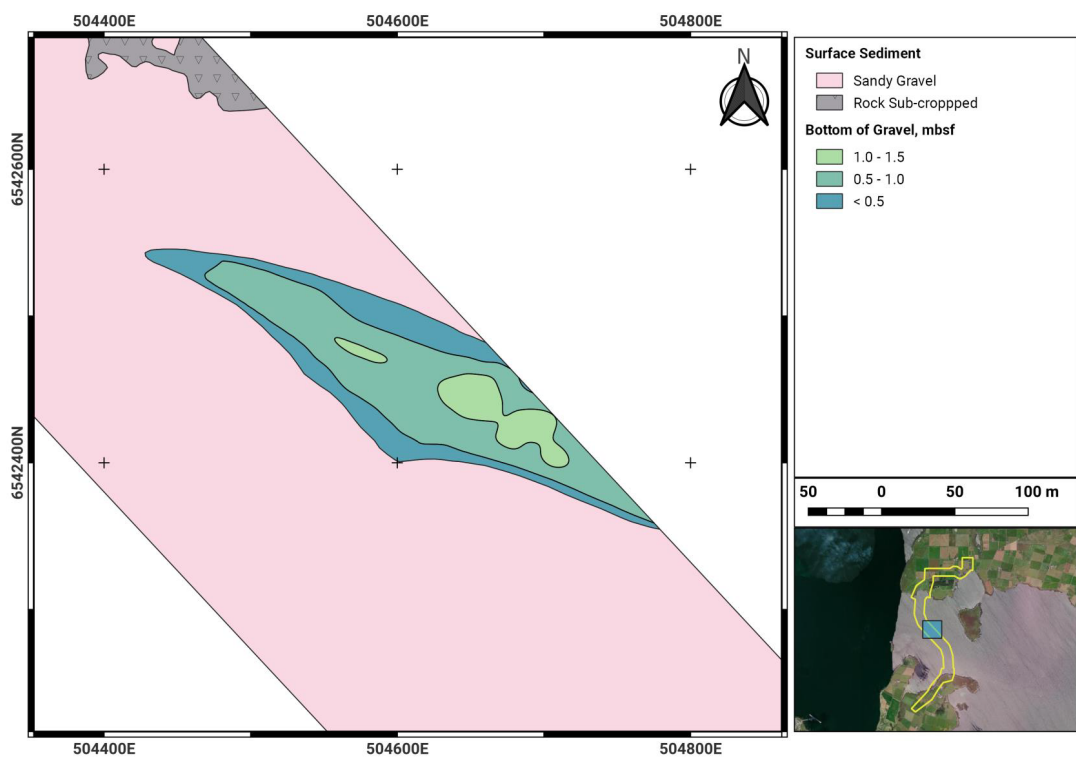 504400E 504600E 504800E
N
6542600N
6542400N
504400E 504600E 504800E
Surface Sediment
Sandy Gravel
Rock Sub-croppped
Bottom of Gravel, mbsf
1.0 - 1.5
0.5 - 1.0
< 0.5
50 0 50 100 m